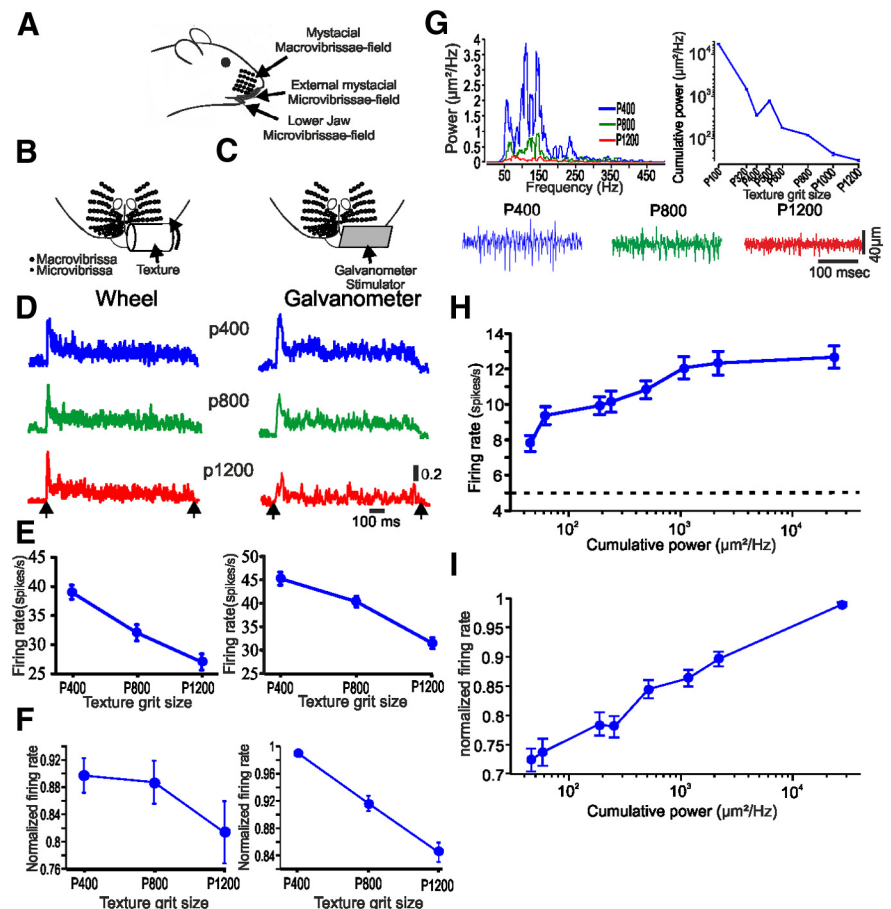 A
Mystacial
Macrovibrissae-field
External mystacial
Microvibrissae-field
Lower Jaw
Microvibrissae-field
B
C
Macrovibrissa
Microvibrissa
Texture
Galvanometer
Stimulator
D
Wheel
Galvanometer
p400
p800
p1200
0.2
100 ms
E
Firing rate(spikes/s)
45
40
35
30
25
P400
P800
P1200
Texture grit size
Firing rate(spikes/s)
50
45
40
35
30
25
P400
P800
P1200
Texture grit size
F
Normalized firing rate
0.92
0.88
0.84
0.8
0.76
P400
P800
P1200
Texture grit size
Normalized firing rate
1
0.96
0.92
0.88
0.84
P400
P800
P1200
Texture grit size
G
Power (µm²/Hz)
4
3.5
3
2.5
2
1.5
1
0.5
0
P400
P800
P1200
50 150 250 350 450
Frequency (Hz)
Cumulative power (µm²/Hz)
10⁴
10³
10²
P100
P400
P600
P800
P1000
P1200
Texture grit size
P400
P800
P1200
40µm
100 msec
H
Firing rate (spikes/s)
14
12
10
8
6
5
4
10² 10³ 10⁴
Cumulative power (µm²/Hz)
I
normalized firing rate
1
0.95
0.9
0.85
0.8
0.75
0.7
10² 10³ 10⁴
Cumulative power (µm²/Hz)